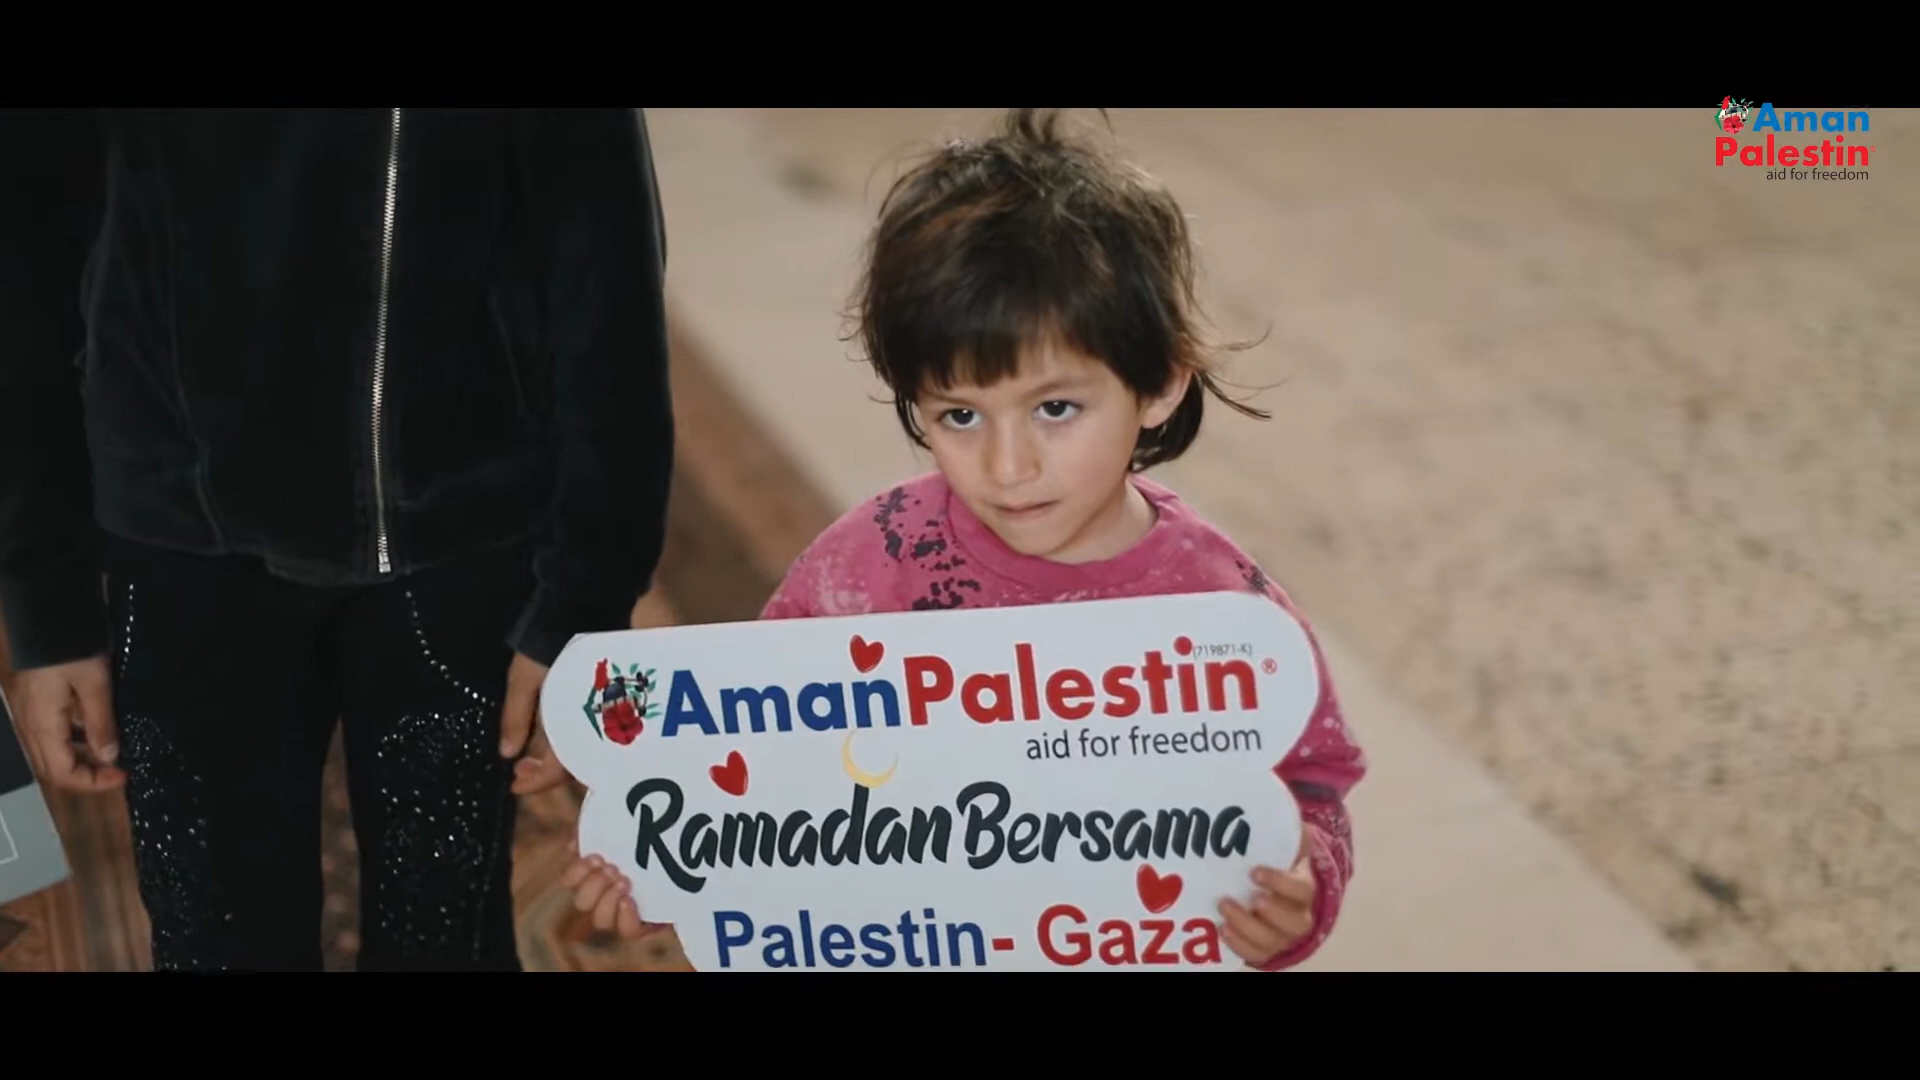 Aman
Palestin
aid for freedom
(719871-K)
AmanPalestin®
aid for freedom
Ramadan Bersama
Palestin- Gaza